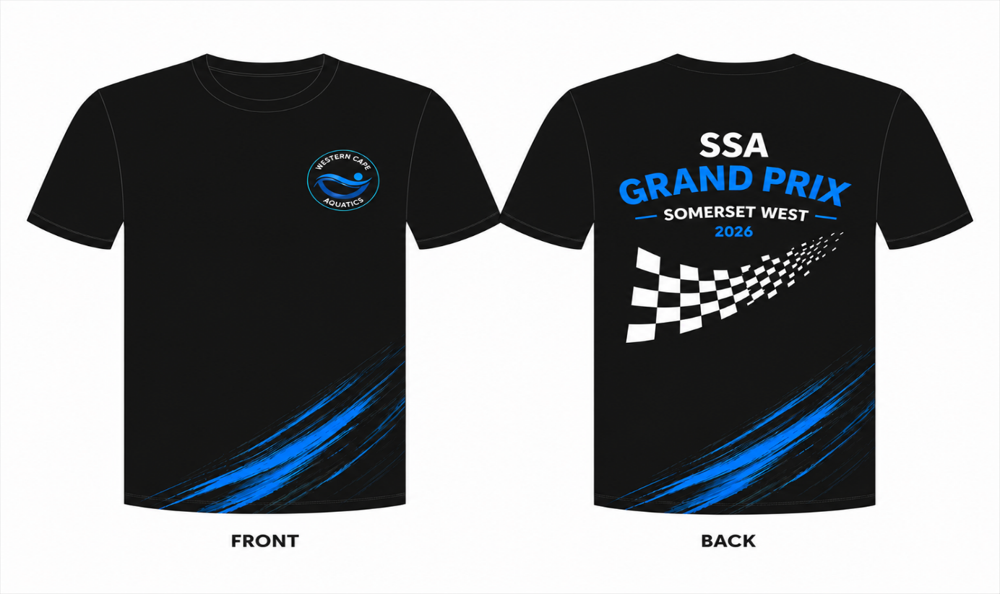 WESTERN CAPE
AQUATICS
SSA
GRAND PRIX
SOMERSET WEST
2026
FRONT
BACK